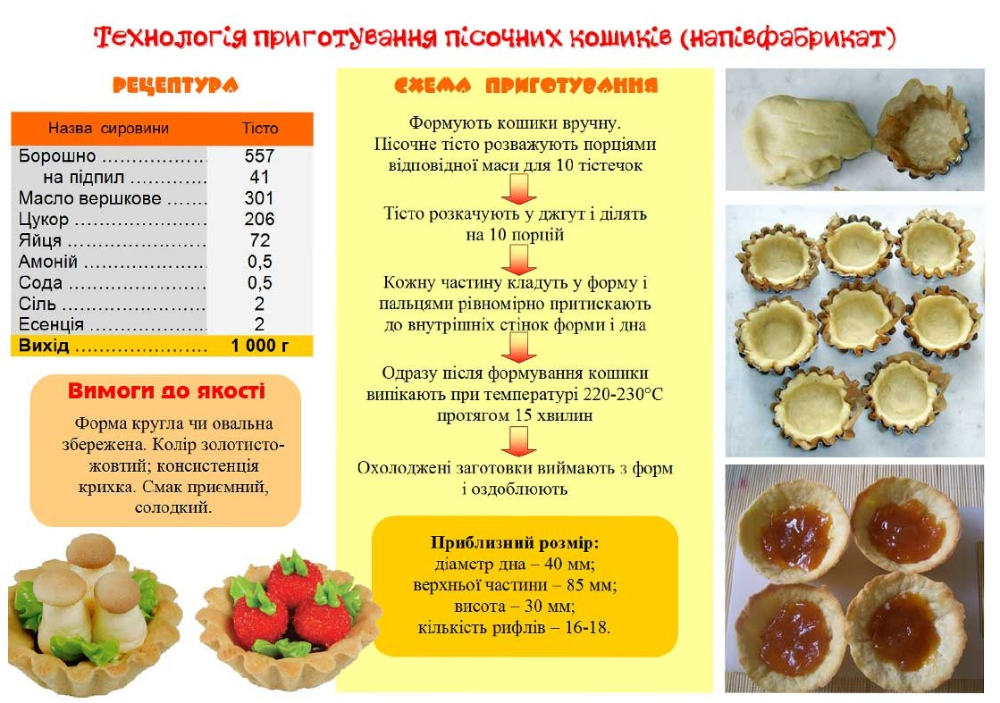 Технологія приготування пісочних кошиків (напівфабрикат)
РЕЦЕПТУРА
Назва сировини Тісто
Борошно ……………… 557
на підпил …………. 41
Масло вершкове ……. 301
Цукор ………………….. 206
Яйця …………………… 72
Амоній …………………. 0,5
Сода …………………… 0,5
Сіль …………………….. 2
Есенція ………………… 2
Вихід ………………….. 1 000 г
Вимоги до якості
Форма кругла чи овальна
збережена. Колір золотисто-
жовтий; консистенція
крихка. Смак приємний,
солодкий.
СХЕМА ПРИГОТУВАННЯ
Формують кошики вручну.
Пісочне тісто розважують порціями
відповідної маси для 10 тістечок
Тісто розкачують у джгут і ділять
на 10 порцій
Кожну частину кладуть у форму і
пальцями рівномірно притискають
до внутрішніх стінок форми і дна
Одразу після формування кошики
випікають при температурі 220-230°С
протягом 15 хвилин
Охолоджені заготовки виймають з форм
і оздоблюють
Приблизний розмір:
діаметр дна – 40 мм;
верхньої частини – 85 мм;
висота – 30 мм;
кількість рифлів – 16-18.